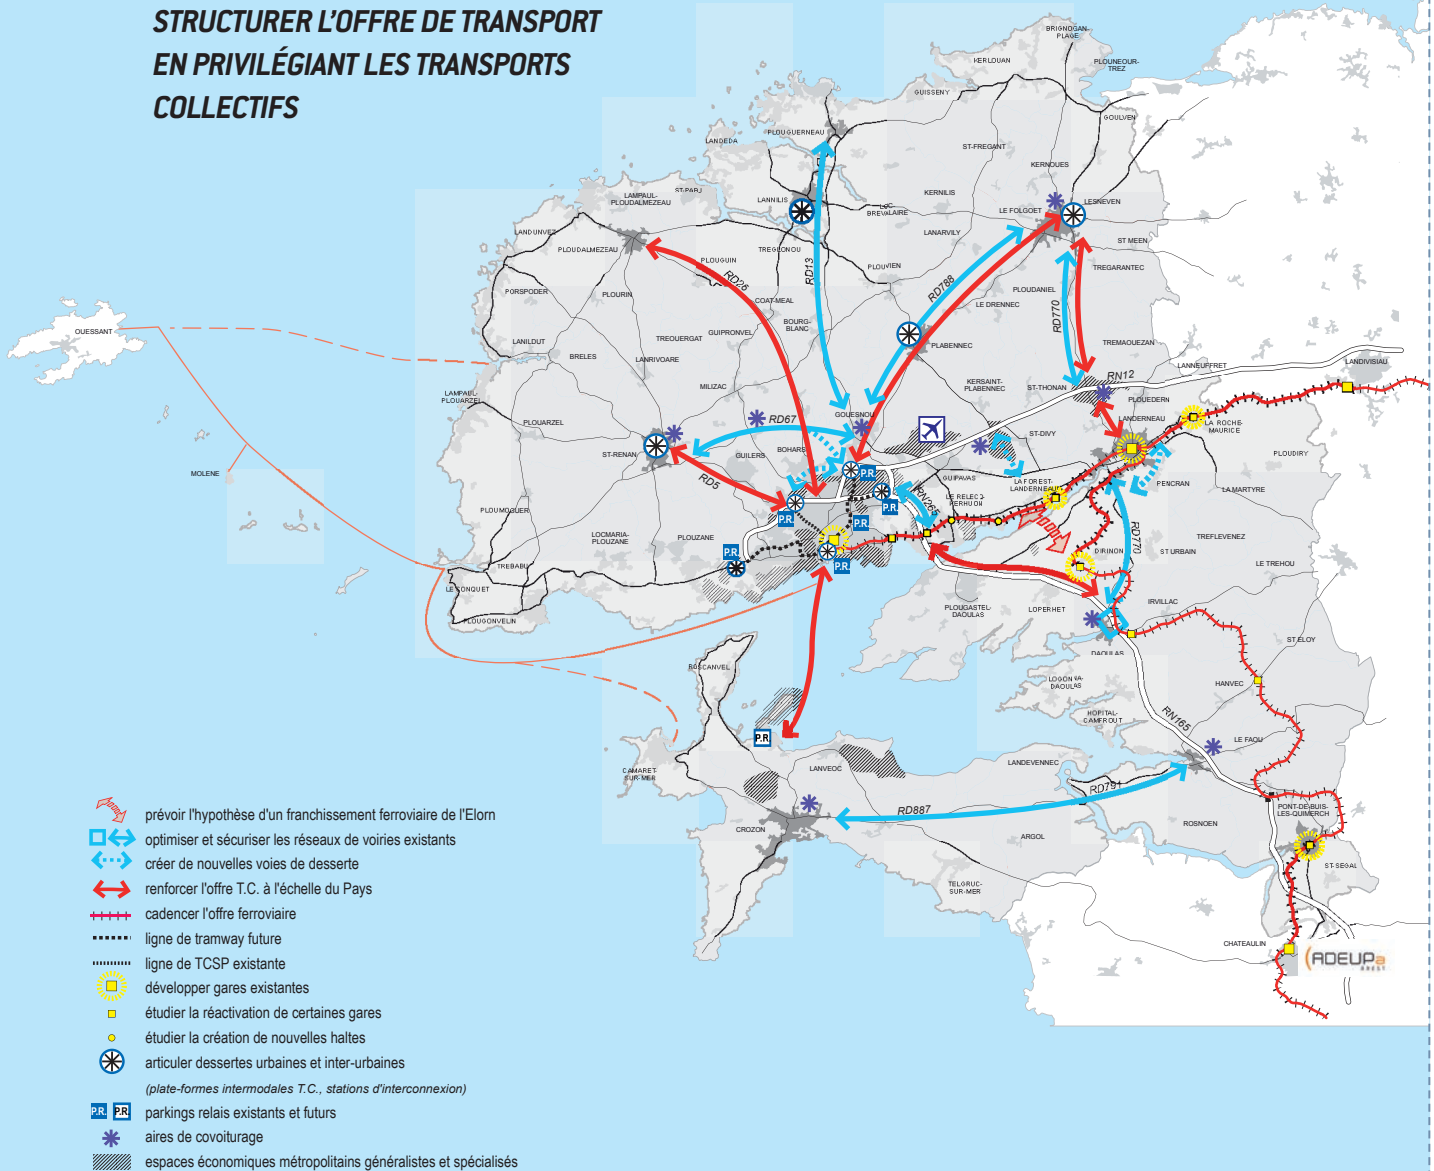 STRUCTURER L'OFFRE DE TRANSPORT
EN PRIVILÉGIANT LES TRANSPORTS
COLLECTIFS
BRIGNOGAN-
PLAGE
PLOUNEOUR-
TREZ
KERLOUAN
GUISSENY
GOULVEN
PLOUGUERNEAU
LANDEDA
ST-FREGANT
KERNOUES
LAMPAUL-
PLOUDALMEZEAU
ST-PABU
LANNILIS
KERNILIS
LOC-
BREVALAIRE
LE FOLGOET
LESNEVEN
LANDUNVEZ
PLOUDALMEZEAU
TREGLONOU
LANARVILY
ST MEEN
PLOUGUIN
RD26
RD13
PLOUVIEN
TREGARANTEC
PORSPODER
PLOURIN
COAT-MEAL
RD788
PLOUDANIEL
LE DRENNEC
RD770
BOURG-
BLANC
OUESSANT
LANILDUT
TREOUERGAT
GUIPRONVEL
PLABENNEC
TREMAOUEZAN
BRELES
LANRIVOARE
LANNEUFFRET
LANDIVISIAU
MILIZAC
KERSAINT-
PLABENNEC
ST-THONAN
RN12
LAMPAUL-
PLOUARZEL
PLOUEDERN
PLOUARZEL
RD67
GOUESNOU
LANDERNEAU
LA ROCHE-
MAURICE
ST-DIVY
ST-RENAN
GUILERS
BOHARS
PLOUDIRY
MOLENE
RD5
P.R.
GUIPAVAS
LA FOREST-
LANDERNEAU
PENCRAN
LA MARTYRE
PLOUMOGUER
P.R.
P.R.
P.R.
RN265
LE RELECQ-
KERHUON
LOCMARIA-
PLOUZANE
PLOUZANE
P.R.
RD770
TREFLEVENEZ
TREBABU
P.R.
DIRINON
ST URBAIN
LE TREHOU
LE CONQUET
PLOUGONVELIN
PLOUGASTEL-
DAOULAS
LOPERHET
IRVILLAC
ST ELOY
DAOULAS
ROSCANVEL
LOGONNA-
DAOULAS
HANVEC
HOPITAL-
CAMFROUT
RN165
P.R.
LE FAOU
CAMARET
SUR-MER
LANVEOC
LANDEVENNEC
RD791
CROZON
RD887
ARGOL
ROSNOEN
PONT-DE-BUIS-
LES-QUIMERCH
ST-SEGAL
TELGRUC-
SUR-MER
CHATEAULIN
ADEUPa
BREST
prévoir l'hypothèse d'un franchissement ferroviaire de l'Elorn
optimiser et sécuriser les réseaux de voiries existants
créer de nouvelles voies de desserte
renforcer l'offre T.C. à l'échelle du Pays
cadencer l'offre ferroviaire
ligne de tramway future
ligne de TCSP existante
développer gares existantes
étudier la réactivation de certaines gares
étudier la création de nouvelles haltes
articuler dessertes urbaines et inter-urbaines
(plate-formes intermodales T.C., stations d'interconnexion)
P.R. P.R. parkings relais existants et futurs
aires de covoiturage
espaces économiques métropolitains généralistes et spécialisés